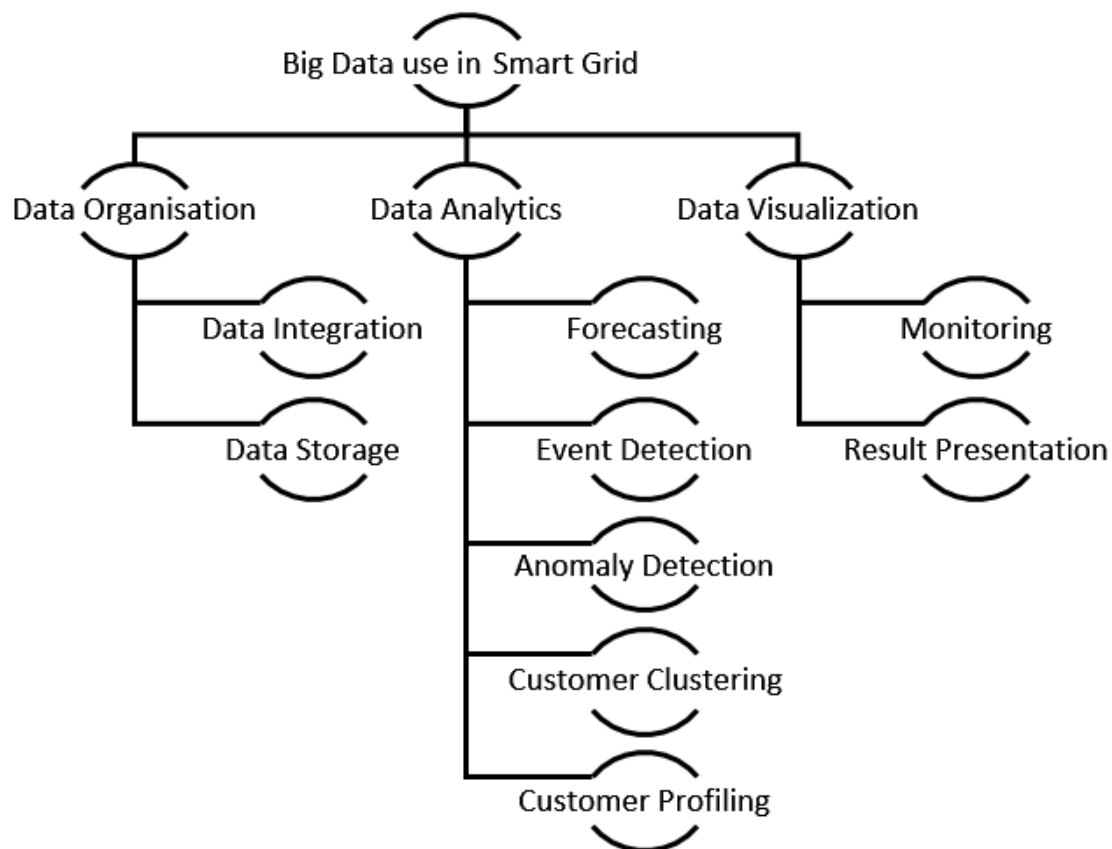 Big Data use in Smart Grid
Data Organisation
Data Analytics
Data Visualization
Data Integration
Forecasting
Monitoring
Data Storage
Event Detection
Result Presentation
Anomaly Detection
Customer Clustering
Customer Profiling